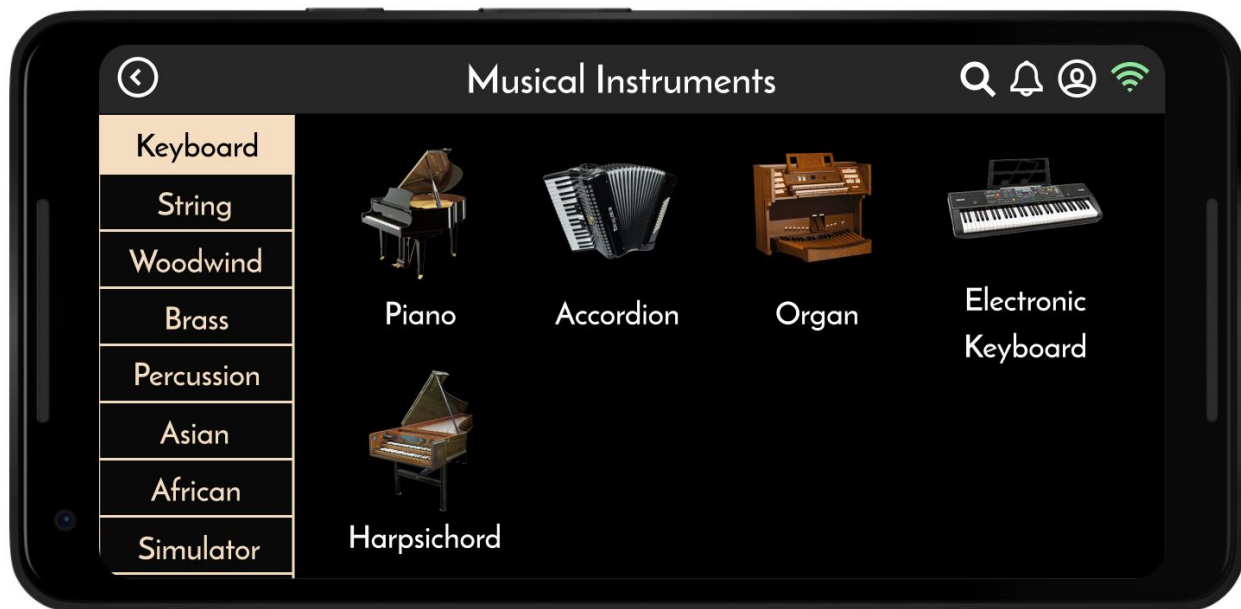 Musical Instruments
Keyboard
String
Woodwind
Brass
Percussion
Asian
African
Simulator
Piano
Accordion
Organ
Electronic
Keyboard
Harpsichord